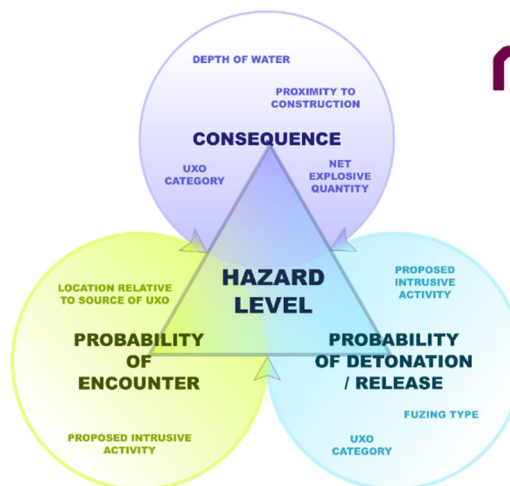 DEPTH OF WATER
PROXIMITY TO
CONSTRUCTION
CONSEQUENCE
UXO
CATEGORY
NET
EXPLOSIVE
QUANTITY
HAZARD
LEVEL
LOCATION RELATIVE
TO SOURCE OF UXO
PROBABILITY
OF
ENCOUNTER
PROPOSED INTRUSIVE
ACTIVITY
PROPOSED
INTRUSIVE
ACTIVITY
PROBABILITY
OF DETONATION
/ RELEASE
FUZING TYPE
UXO
CATEGORY